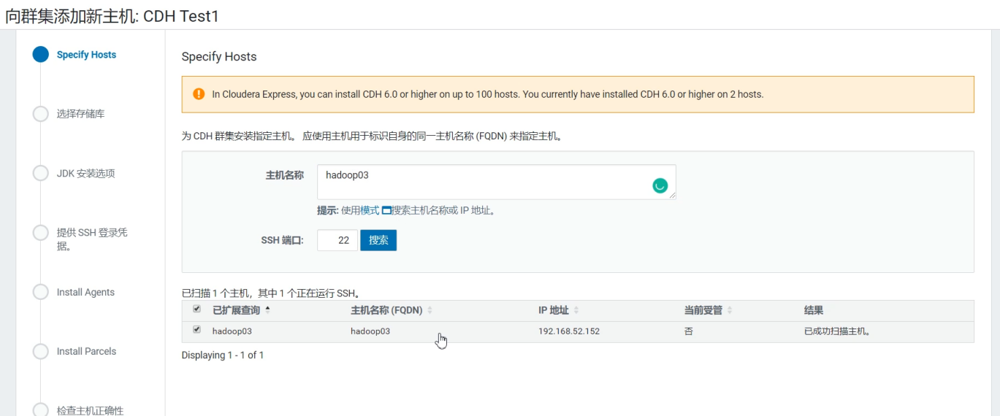 向群集添加新主机: CDH Test1
Specify Hosts
选择存储库
JDK 安装选项
提供 SSH 登录凭
据。
Install Agents
Install Parcels
检查主机正确性
Specify Hosts
In Cloudera Express, you can install CDH 6.0 or higher on up to 100 hosts. You currently have installed CDH 6.0 or higher on 2 hosts.
为 CDH 群集安装指定主机。 应使用主机用于标识自身的同一主机名称 (FQDN) 来指定主机。
主机名称 hadoop03
提示: 使用模式 搜索主机名称或 IP 地址。
SSH 端口: 22 搜索
已扫描 1 个主机，其中 1 个正在运行 SSH。
已扩展查询 主机名称 (FQDN) IP 地址 当前受管 结果
hadoop03 hadoop03 192.168.52.152 否 已成功扫描主机。
Displaying 1 - 1 of 1